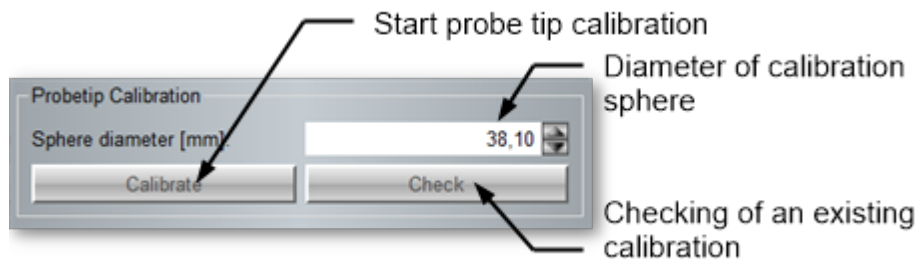 Start probe tip calibration
Diameter of calibration
sphere
Probetip Calibration
Sphere diameter [mm]:
38,10
Calibrate
Check
Checking of an existing
calibration